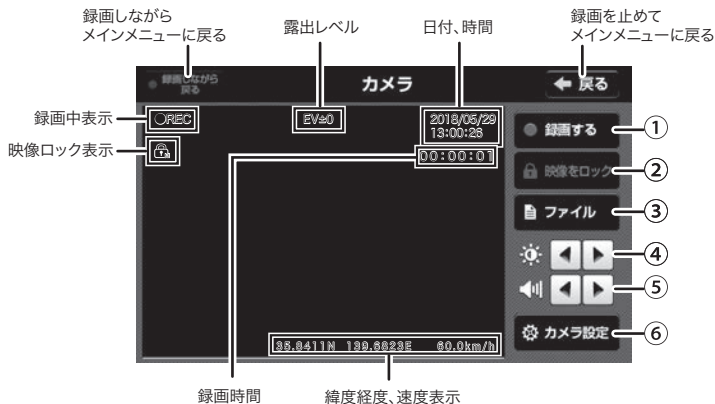 録画しながら
メインメニューに戻る
露出レベル
日付、時間
録画を止めて
メインメニューに戻る
録画しながら
戻る
カメラ
戻る
録画中表示
○REC
EV±0
2018/05/29
13:00:26
録画する
①
映像ロック表示
00:00:01
映像をロック
②
ファイル
③
④
⑤
カメラ設定
⑥
35.8411N 139.6823E 60.0km/h
録画時間
緯度経度、速度表示